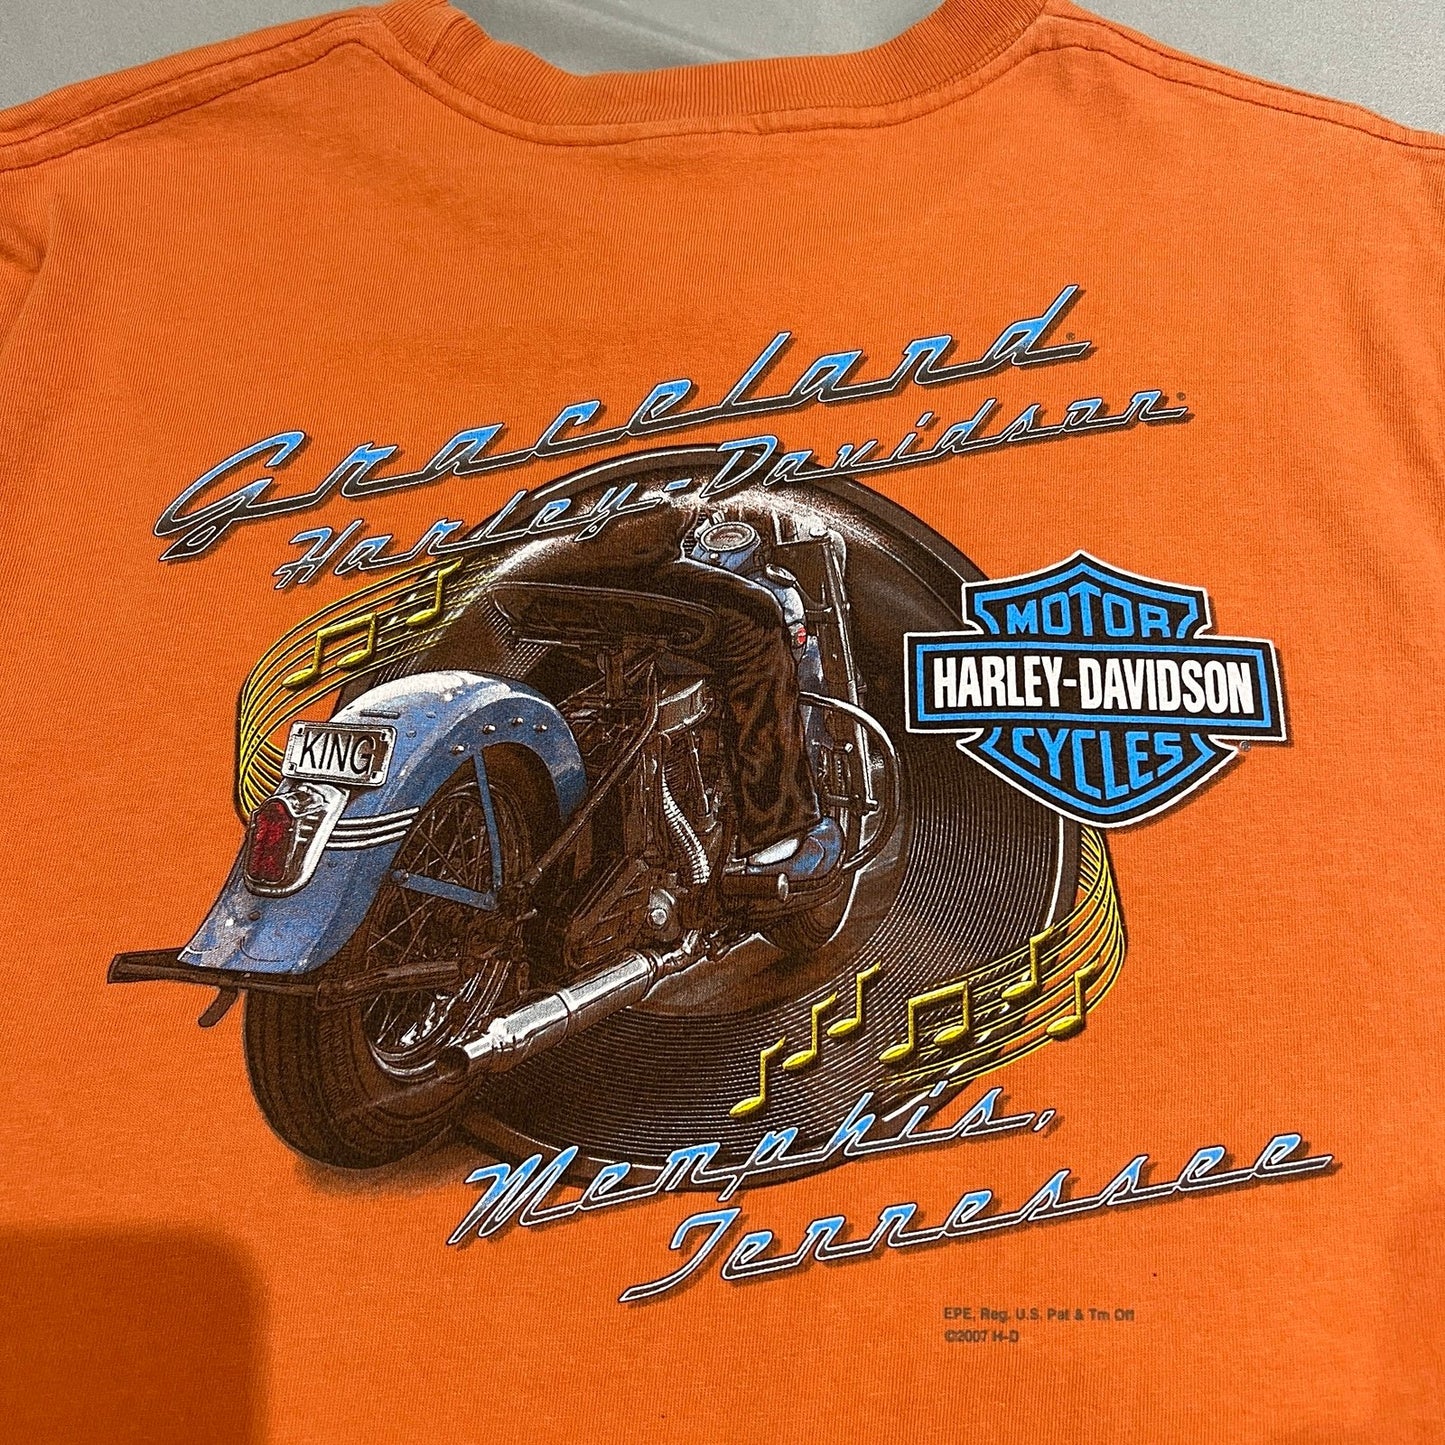 Graceland®
Harley-Davidson®
MOTOR
HARLEY-DAVIDSON
CYCLES
®
KING
Memphis,
Tennessee
EPE, Reg. U.S. Pat & Tm Off
©2007 H-D